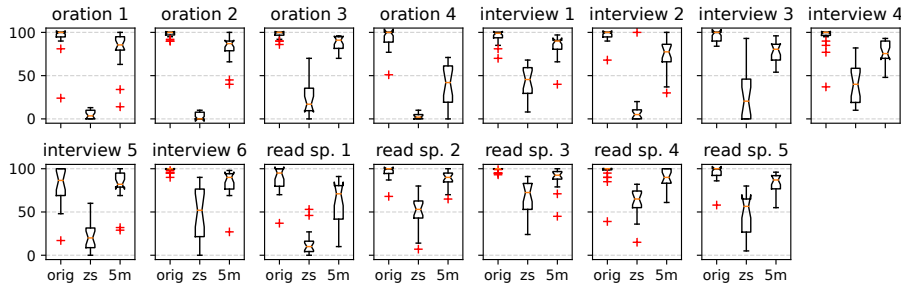 oration 1 oration 2 oration 3 oration 4 interview 1 interview 2 interview 3 interview 4
100
50
0
interview 5 interview 6 read sp. 1 read sp. 2 read sp. 3 read sp. 4 read sp. 5
100
50
0
orig zs 5m orig zs 5m orig zs 5m orig zs 5m orig zs 5m orig zs 5m orig zs 5m